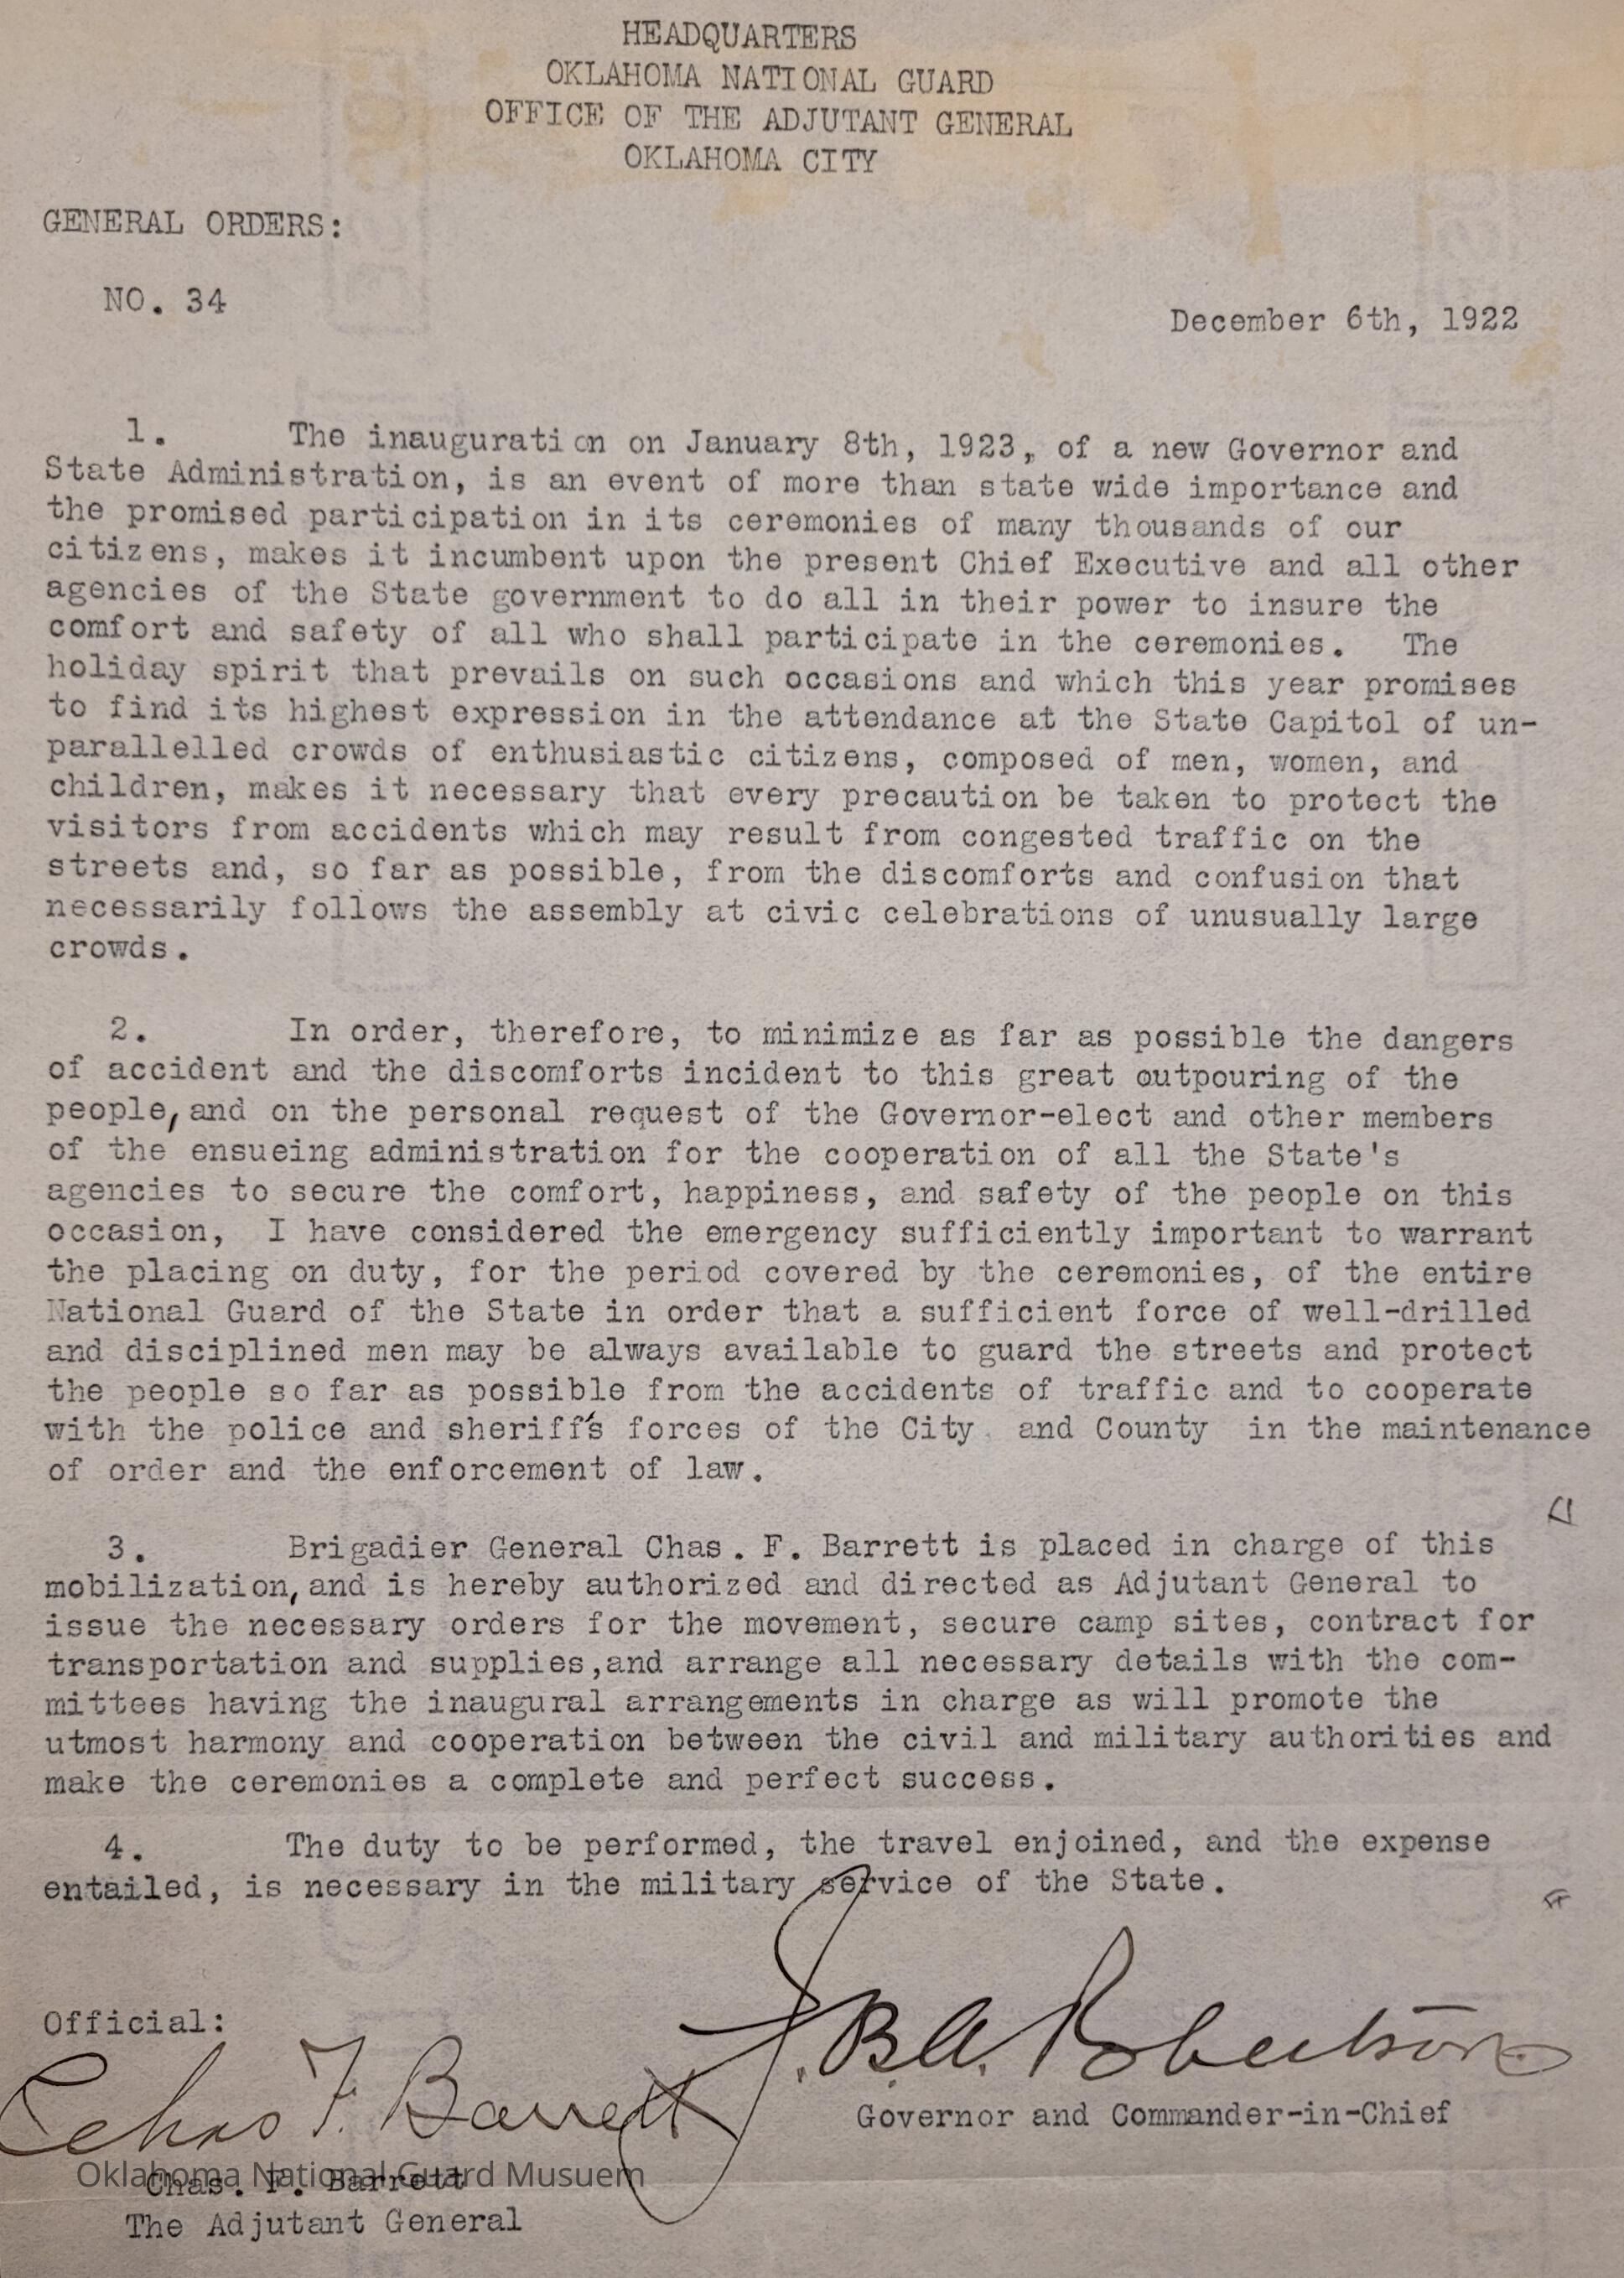 HEADQUARTERS
OKLAHOMA NATIONAL GUARD
OFFICE OF THE ADJUTANT GENERAL
OKLAHOMA CITY
GENERAL ORDERS:
NO. 34
December 6th, 1922
1. The inauguration on January 8th, 1923, of a new Governor and
State Administration, is an event of more than state wide importance and
the promised participation in its ceremonies of many thousands of our
citizens, makes it incumbent upon the present Chief Executive and all other
agencies of the State government to do all in their power to insure the
comfort and safety of all who shall participate in the ceremonies. The
holiday spirit that prevails on such occasions and which this year promises
to find its highest expression in the attendance at the State Capitol of un-
parallelled crowds of enthusiastic citizens, composed of men, women, and
children, makes it necessary that every precaution be taken to protect the
visitors from accidents which may result from congested traffic on the
streets and, so far as possible, from the discomforts and confusion that
necessarily follows the assembly at civic celebrations of unusually large
crowds.
2. In order, therefore, to minimize as far as possible the dangers
of accident and the discomforts incident to this great outpouring of the
people, and on the personal request of the Governor-elect and other members
of the ensueing administration for the cooperation of all the State's
agencies to secure the comfort, happiness, and safety of the people on this
occasion, I have considered the emergency sufficiently important to warrant
the placing on duty, for the period covered by the ceremonies, of the entire
National Guard of the State in order that a sufficient force of well-drilled
and disciplined men may be always available to guard the streets and protect
the people so far as possible from the accidents of traffic and to cooperate
with the police and sheriff's forces of the City and County in the maintenance
of order and the enforcement of law.
3. Brigadier General Chas. F. Barrett is placed in charge of this
mobilization, and is hereby authorized and directed as Adjutant General to
issue the necessary orders for the movement, secure camp sites, contract for
transportation and supplies,and arrange all necessary details with the com-
mittees having the inaugural arrangements in charge as will promote the
utmost harmony and cooperation between the civil and military authorities and
make the ceremonies a complete and perfect success.
4. The duty to be performed, the travel enjoined, and the expense
entailed, is necessary in the military service of the State.
Official:
J.B.A. Robertson
Chas F. Barrett
Governor and Commander-in-Chief
Oklahoma National Guard Musuem
Chas. F. Barrett
The Adjutant General